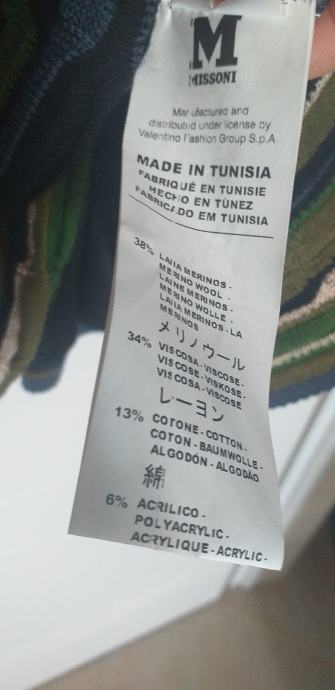 M
MISSONI
Manufactured and
distributed under license by
Valentino Fashion Group S.p.A.
MADE IN TUNISIA
FABRIQUÉ EN TUNISIE
HECHO EN TÚNEZ
FABRICADO EM TUNISIA
38% LANA MERINOS -
MERINO WOOL -
LAINE MERINOS -
MERINO WOLLE -
LANA MERINOS - LA
MERINOS
メリノウール
34% VISCOSA - VISCOSE -
VISCOSE - VISKOSE -
VISCOSA - VISCOSE
レーヨン
13% COTONE - COTTON -
COTON - BAUMWOLLE -
ALGODÓN - ALGODÃO
綿
6% ACRILICO -
POLYACRYLIC -
ACRYLIQUE - ACRYLIC -